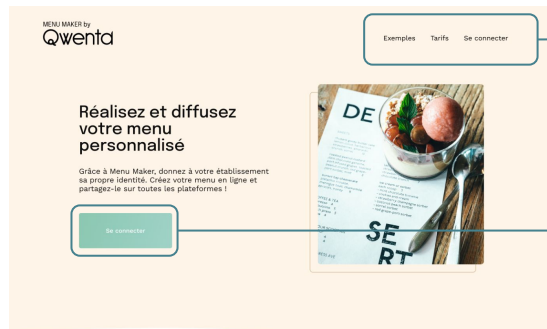 MENU MAKER by
Qwenta
Exemples Tarifs Se connecter
Réalisez et diffusez
votre menu
personnalisé
Grâce à Menu Maker, donnez à votre établissement
sa propre identité. Créez votre menu en ligne et
partagez-le sur toutes les plateformes !
Se connecter
DE
SE
RT